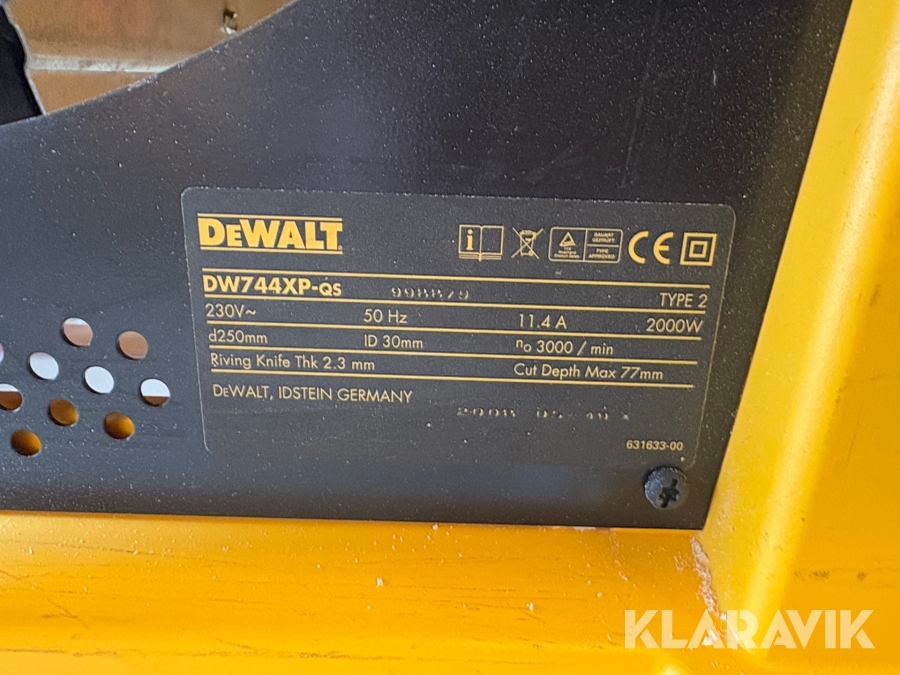 DEWALT
DW744XP-QS TYPE 2
230V~ 50 Hz 11.4 A 2000W
d250mm ID 30mm n₀ 3000 / min
Riving Knife Thk 2.3 mm Cut Depth Max 77mm
DEWALT, IDSTEIN GERMANY
631633-00
KLARAVIK